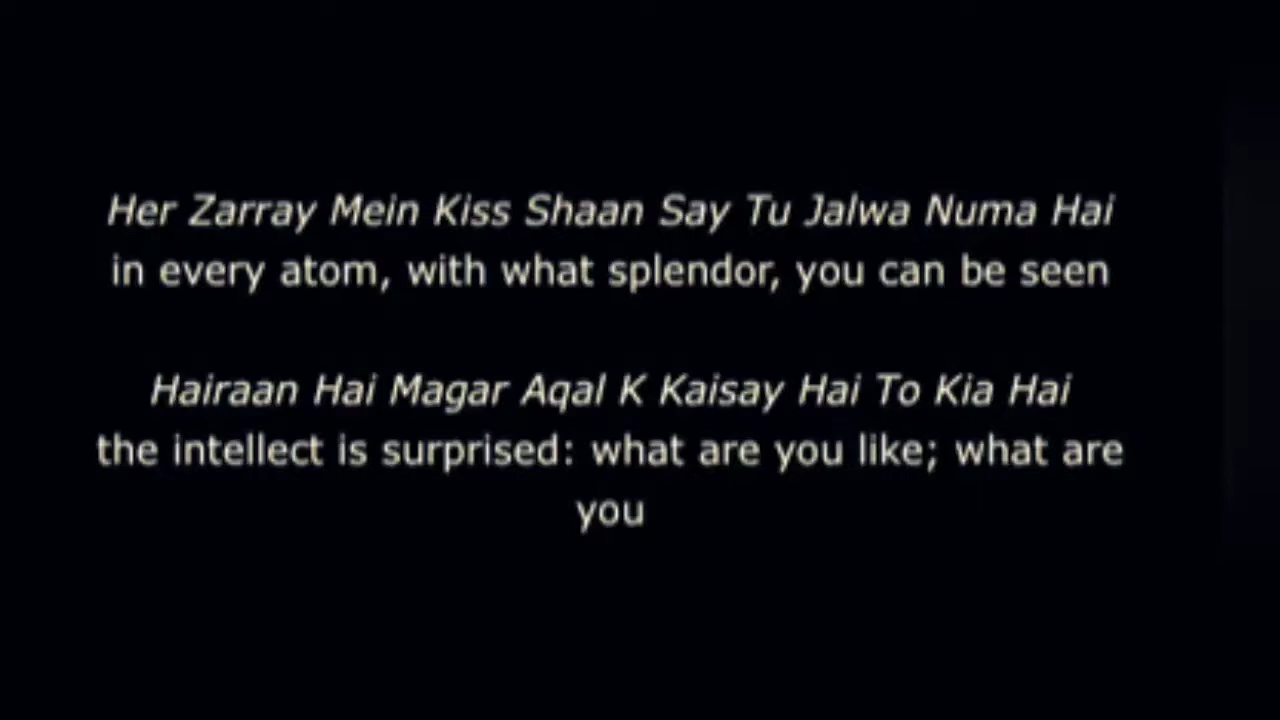 Her Zarray Mein Kiss Shaan Say Tu Jalwa Numa Hai
in every atom, with what splendor, you can be seen
Hairaan Hai Magar Aqal K Kaisay Hai To Kia Hai
the intellect is surprised: what are you like; what are
you